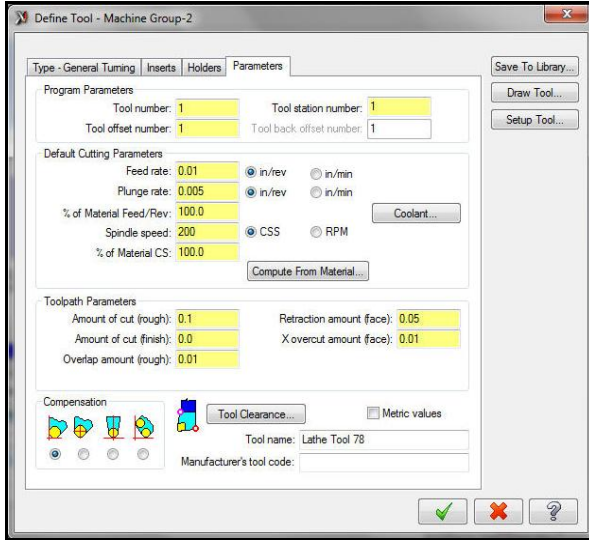 Define Tool - Machine Group-2
Type - General Turning Inserts Holders Parameters
Save To Library...
Draw Tool...
Setup Tool...
Program Parameters
Tool number: 1 Tool station number: 1
Tool offset number: 1 Tool back offset number: 1
Default Cutting Parameters
Feed rate: 0.01 in/rev in/min
Plunge rate: 0.005 in/rev in/min
% of Material Feed/Rev: 100.0 Coolant...
Spindle speed: 200 CSS RPM
% of Material CS: 100.0
Compute From Material...
Toolpath Parameters
Amount of cut (rough): 0.1 Retraction amount (face): 0.05
Amount of cut (finish): 0.0 X overcut amount (face): 0.01
Overlap amount (rough): 0.01
Compensation
Tool Clearance... Metric values
Tool name: Lathe Tool 78
Manufacturer's tool code: